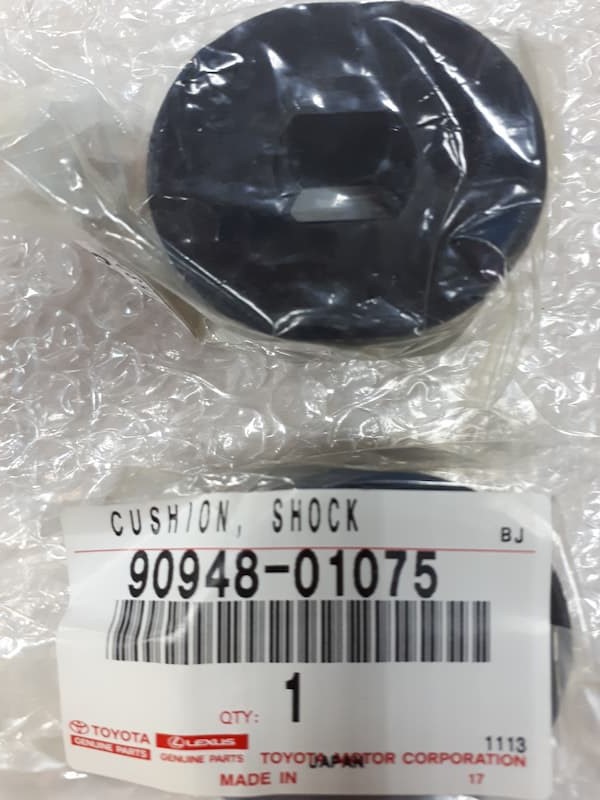 CUSHION, SHOCK
BJ
90948-01075
QTY: 1
TOYOTA
GENUINE PARTS
LEXUS
GENUINE PARTS
1113
TOYOTA MOTOR CORPORATION
MADE IN JAPAN
17